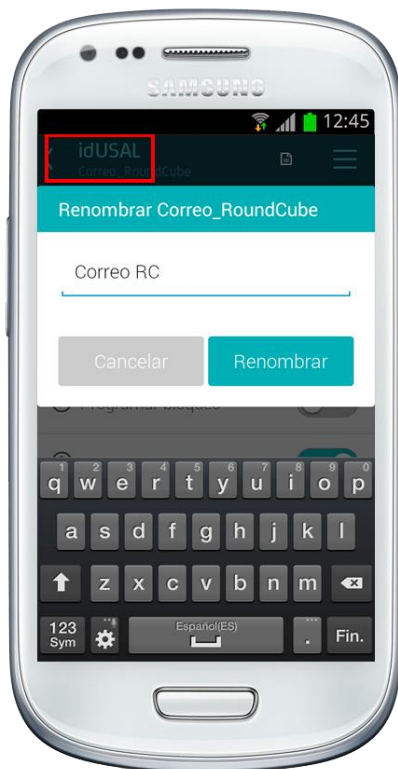 SAMSUNG
12:45
idUSAL
Correo_RoundCube
Renombrar Correo_RoundCube
Correo RC
Cancelar Renombrar
Programar bloqueo
1 2 3 4 5 6 7 8 9 0
q w e r t y u i o p
a s d f g h j k l
z x c v b n m
123
Sym Español(ES) . Fin.